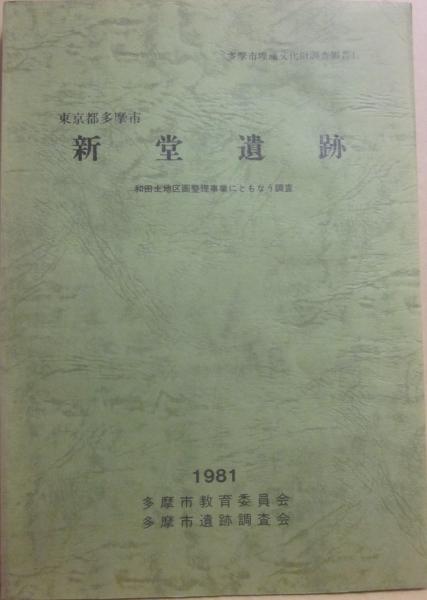 多摩市埋蔵文化財調査報告1
東京都多摩市
新堂遺跡
和田土地区画整理事業にともなう調査
1981
多摩市教育委員会
多摩市遺跡調査会